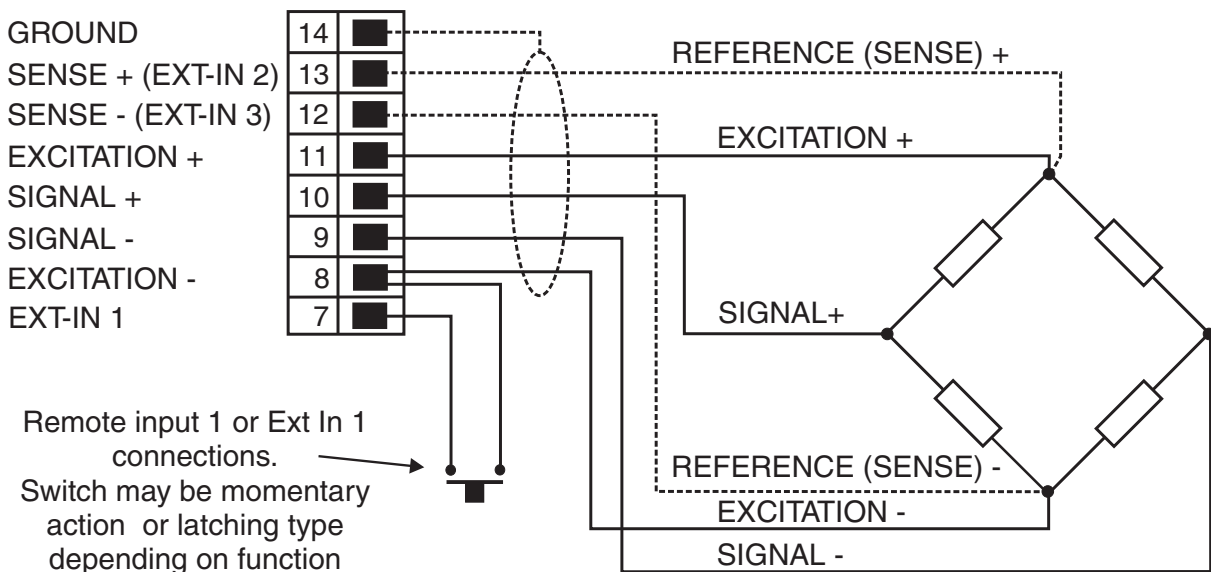 GROUND 14
SENSE + (EXT-IN 2) 13
SENSE - (EXT-IN 3) 12
EXCITATION + 11
SIGNAL + 10
SIGNAL - 9
EXCITATION - 8
EXT-IN 1 7
REFERENCE (SENSE) +
EXCITATION +
SIGNAL+
REFERENCE (SENSE) -
EXCITATION -
SIGNAL -
Remote input 1 or Ext In 1
connections.
Switch may be momentary
action or latching type
depending on function